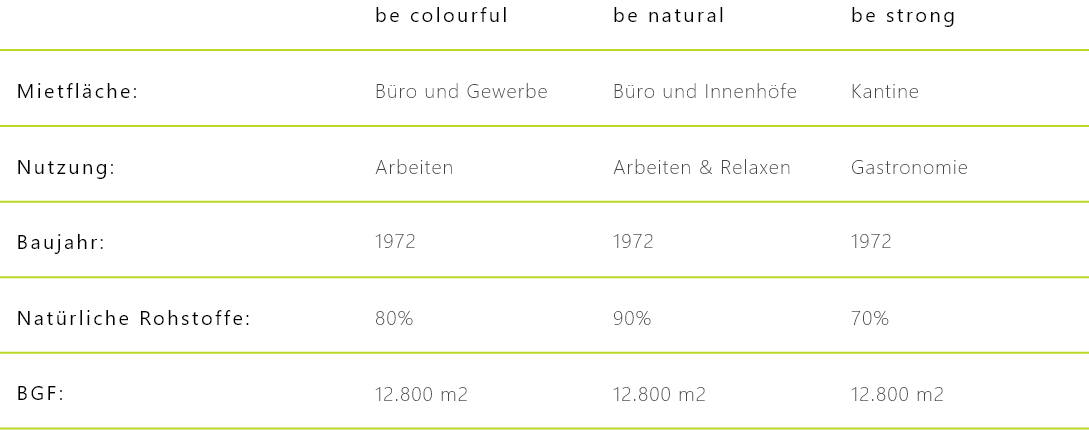 be colourful be natural be strong
Mietfläche: Büro und Gewerbe Büro und Innenhöfe Kantine
Nutzung: Arbeiten Arbeiten & Relaxen Gastronomie
Baujahr: 1972 1972 1972
Natürliche Rohstoffe: 80% 90% 70%
BGF: 12.800 m2 12.800 m2 12.800 m2